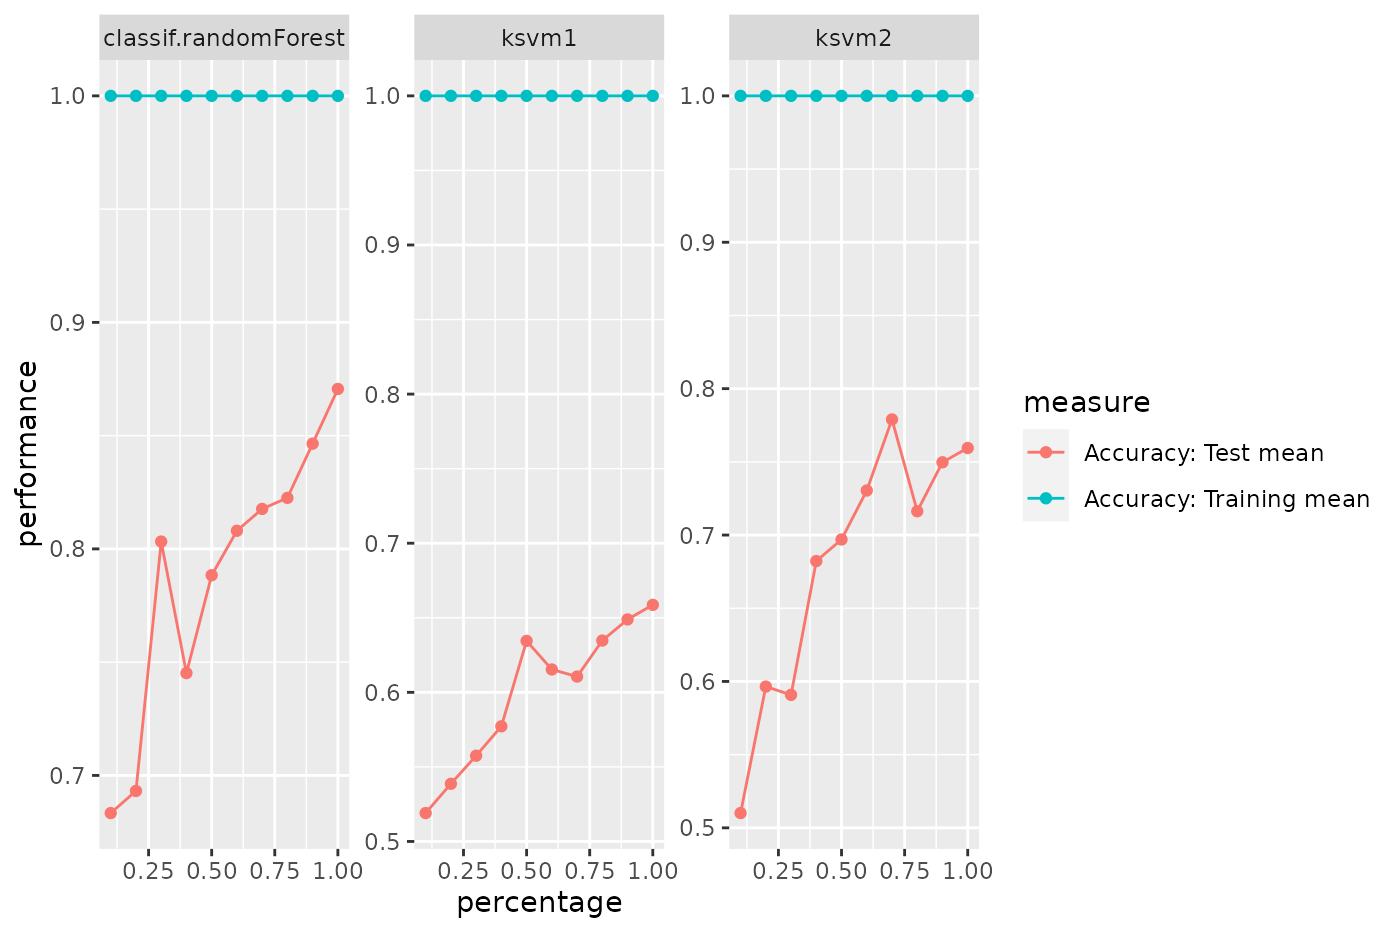 classif.randomForest ksvm1 ksvm2
1.0 1.0 1.0
0.9 0.9 0.9
0.8 0.8 0.8
0.7 0.7 0.7
0.6 0.6
0.5 0.5
performance
0.25 0.50 0.75 1.00 0.25 0.50 0.75 1.00 0.25 0.50 0.75 1.00
percentage
measure
Accuracy: Test mean
Accuracy: Training mean